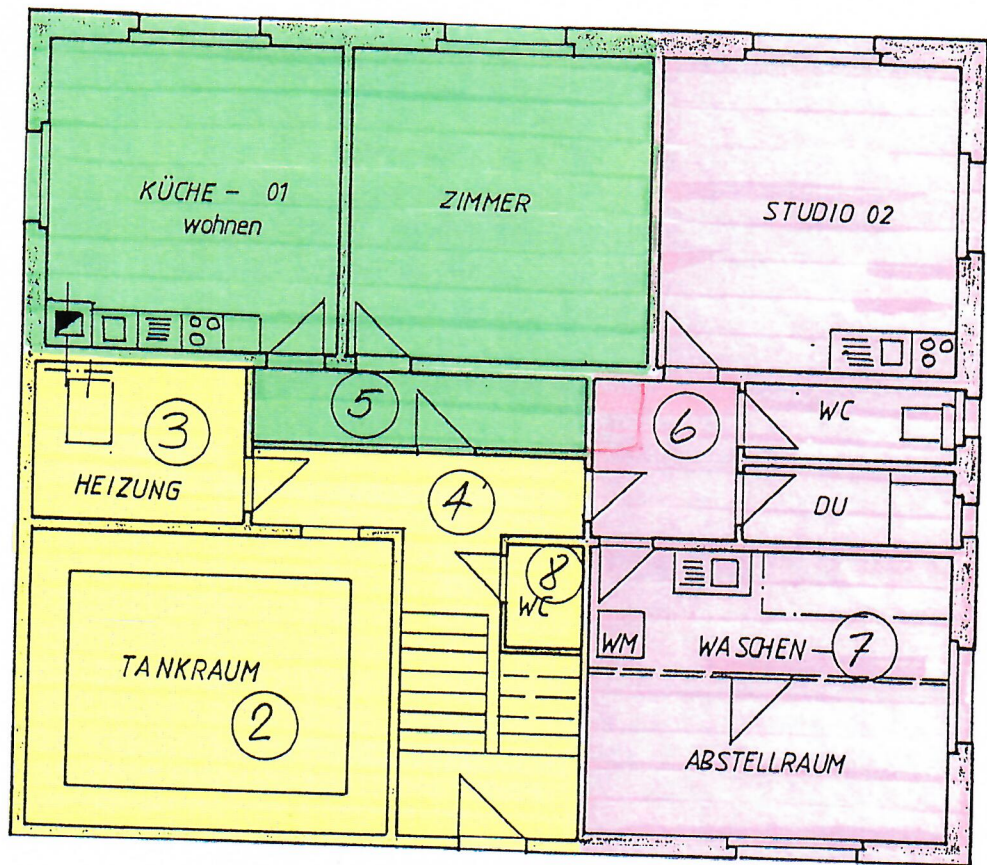 KÜCHE - 01
wohnen
ZIMMER
STUDIO 02
5
6
WC
3
HEIZUNG
4
DU
8
WC
TANKRAUM
2
WM
WASCHEN - 7
ABSTELLRAUM